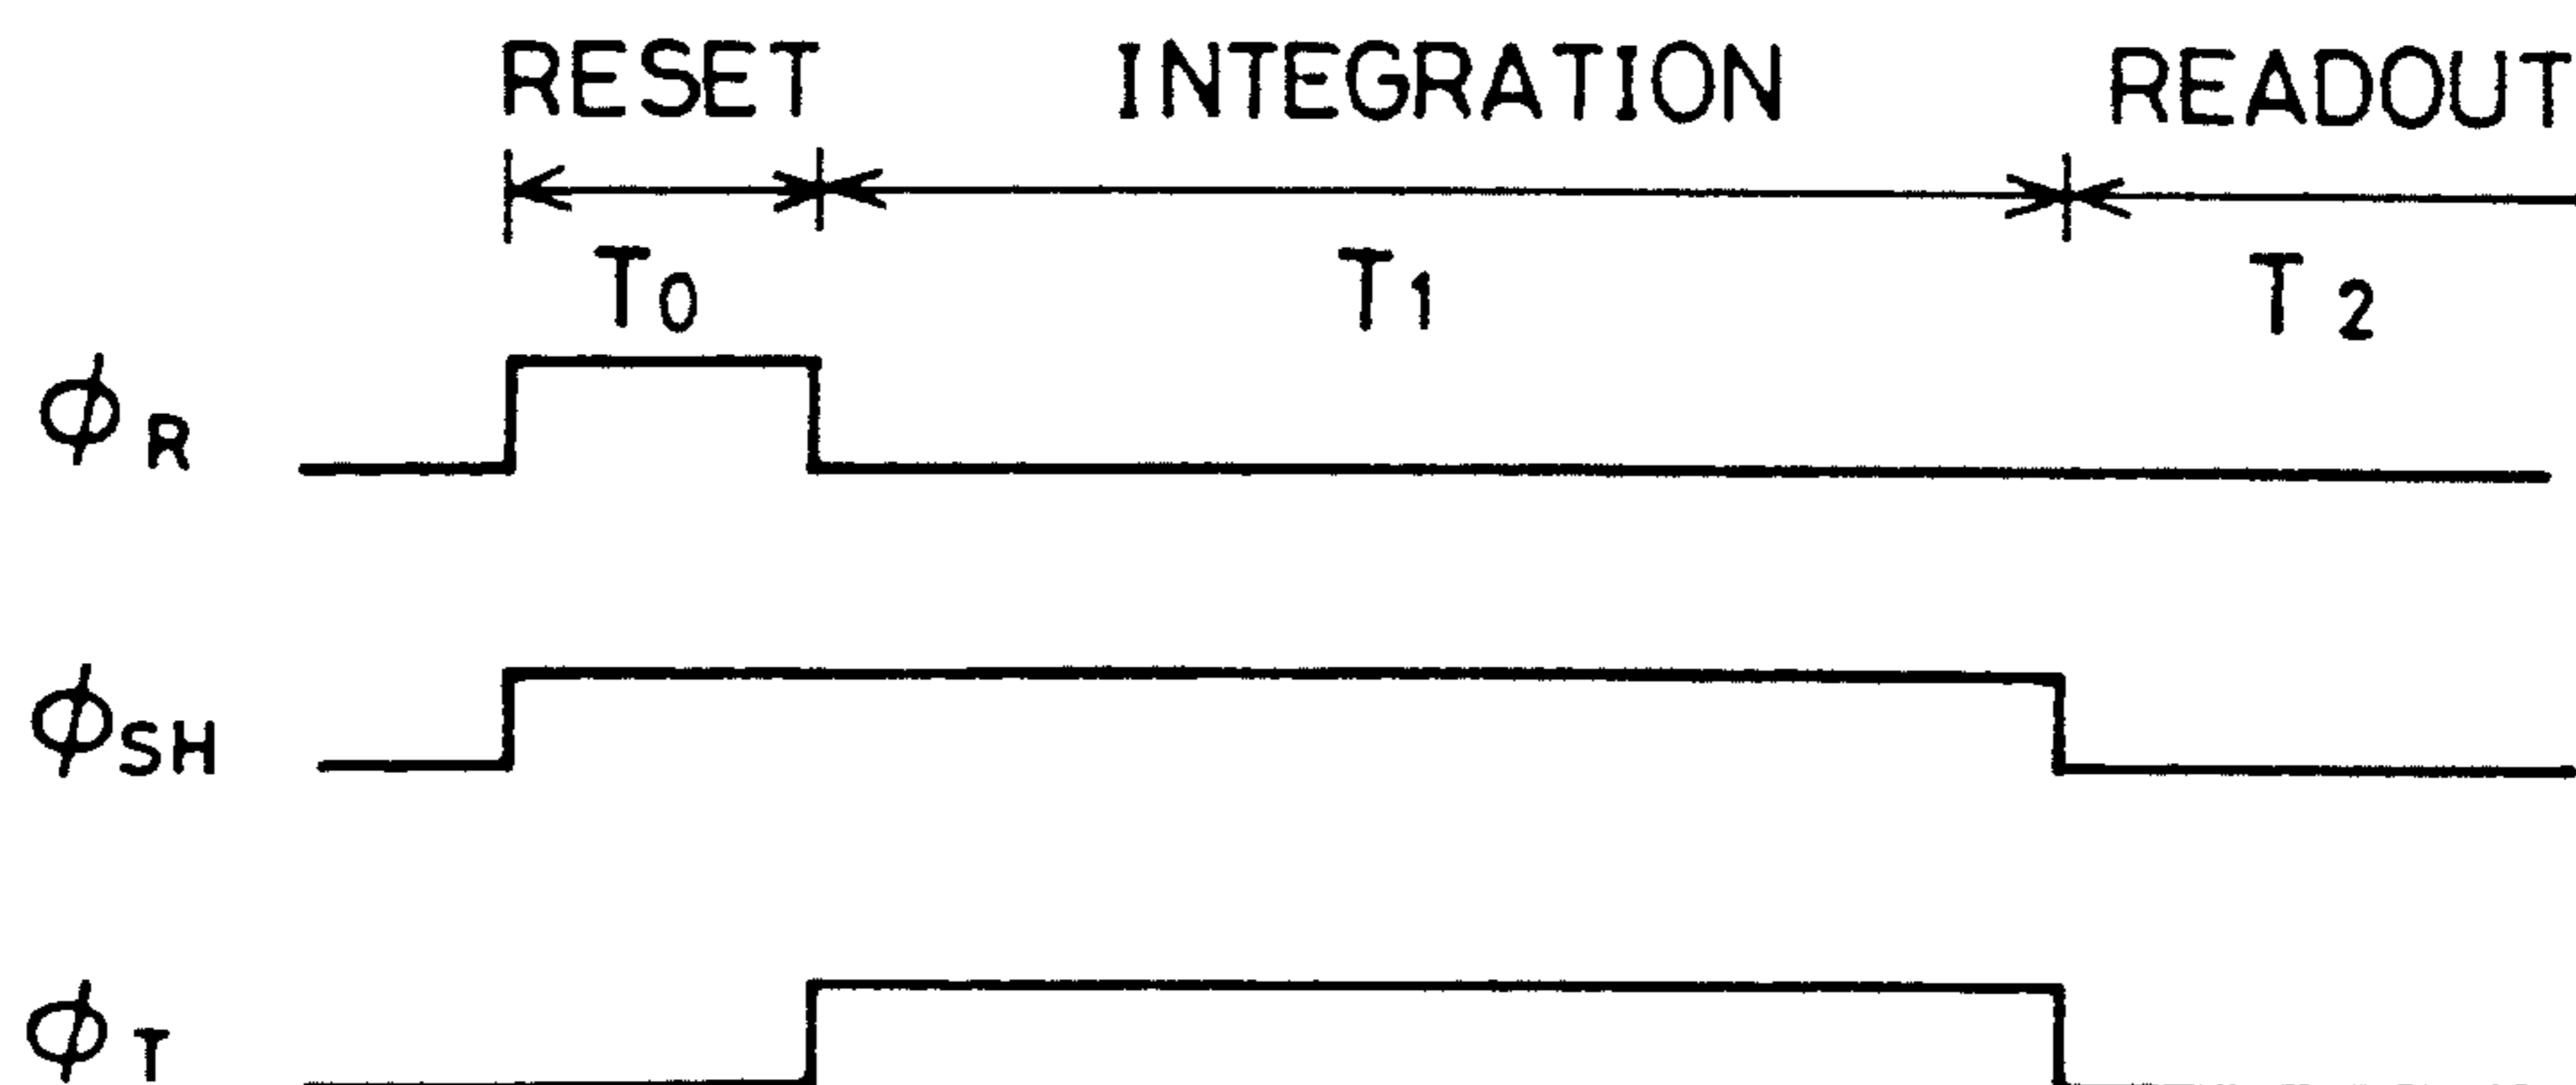 RESET INTEGRATION READOUT
T0 T1 T2
ϕR
ϕSH
ϕT